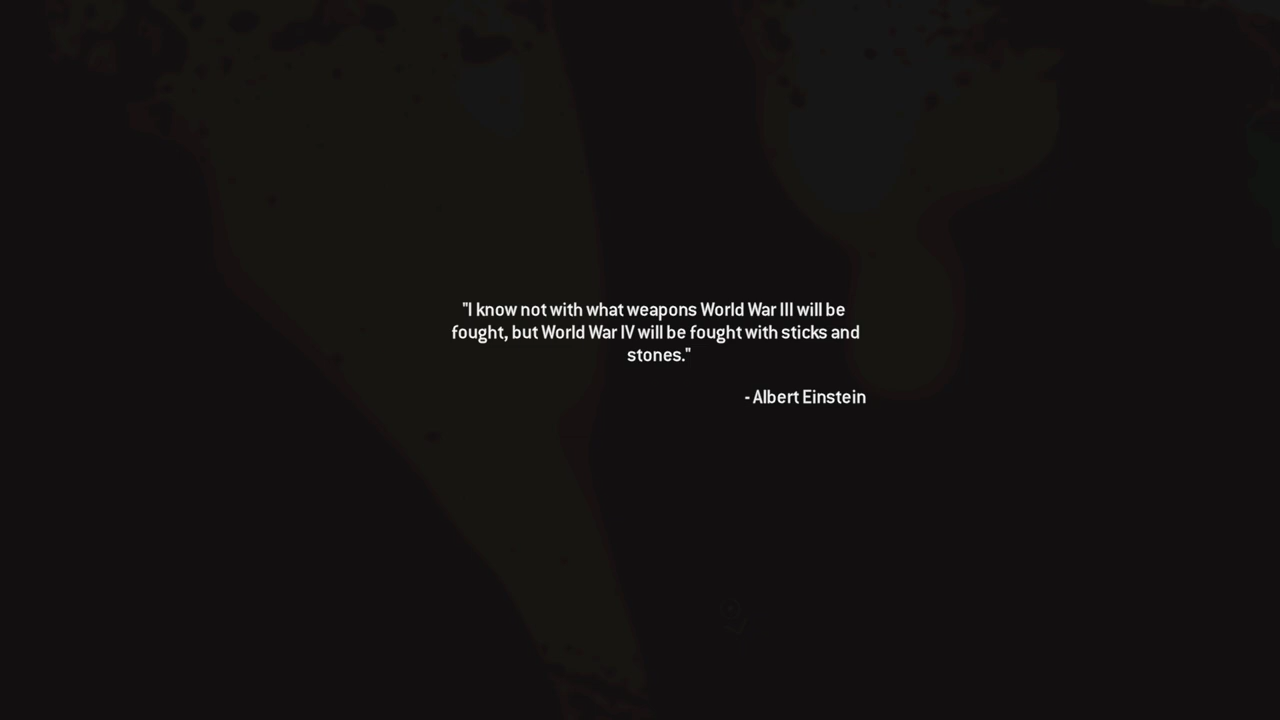 "I know not with what weapons World War III will be
fought, but World War IV will be fought with sticks and
stones."
- Albert Einstein